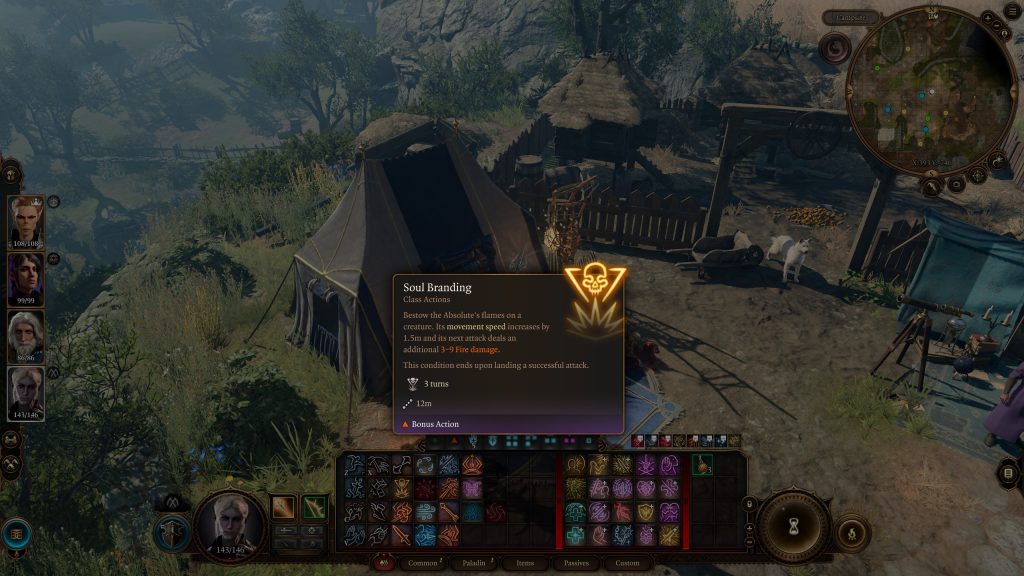 Campsite
108/108
99/99
86/86
143/146
Soul Branding
Class Actions
Bestow the Absolute's flames on a
creature. Its movement speed increases by
1.5m and its next attack deals an
additional 3~9 Fire damage.
This condition ends upon landing a successful attack.
3 turns
12m
Bonus Action
143/146
Common
Paladin
Items
Passives
Custom